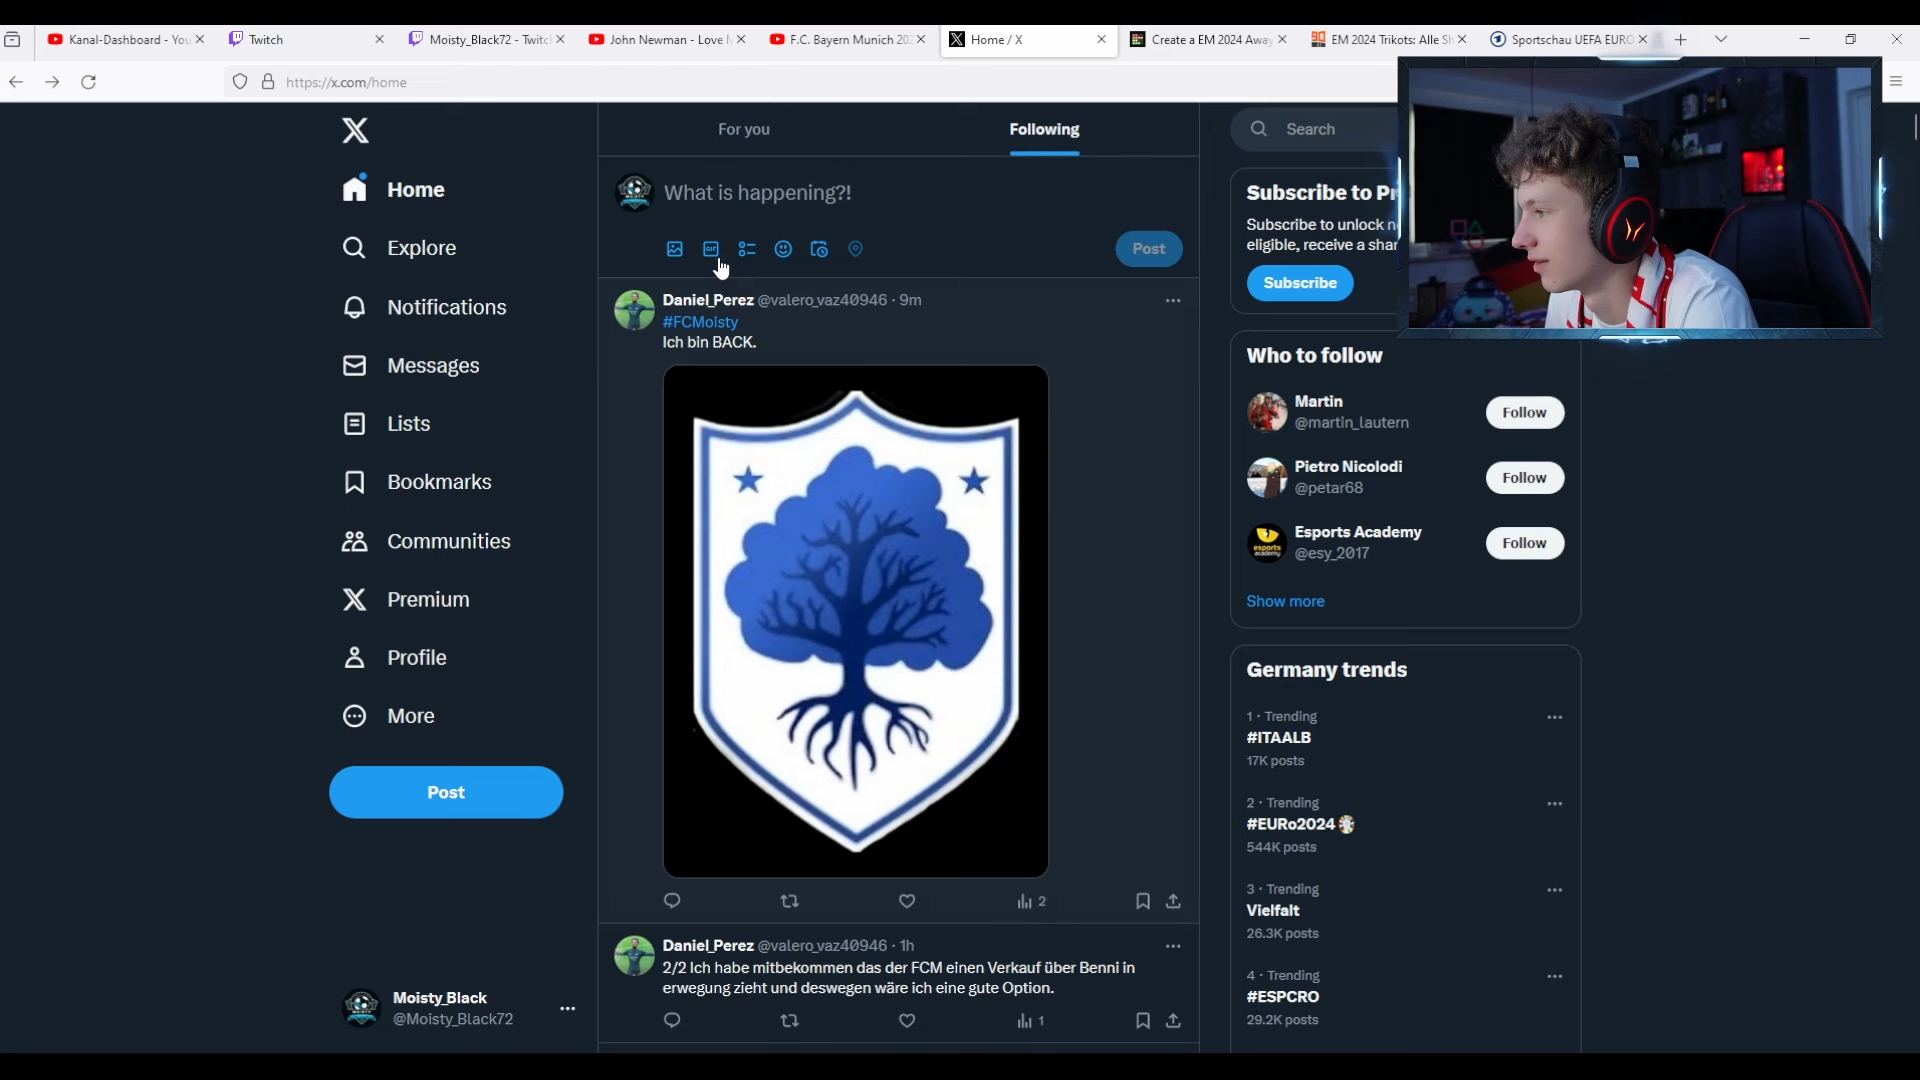 Kanal-Dashboard - You
Twitch
Moisty_Black72 - Twitc
John Newman - Love
F.C. Bayern Munich 20
Home / X
Create a EM 2024 Away
EM 2024 Trikots: Alle Sh
Sportschau UEFA EURO
https://x.com/home
Home
Explore
Notifications
Messages
Lists
Bookmarks
Communities
Premium
Profile
More
Post
Moisty_Black
@Moisty_Black72
For you
Following
What is happening?!
GIF
Post
Daniel_Perez @valero_vaz40946 · 9m
#FCMoisty
Ich bin BACK.
2
Daniel_Perez @valero_vaz40946 · 1h
2/2 Ich habe mitbekommen das der FCM einen Verkauf über Benni in
erwegung zieht und deswegen wäre ich eine gute Option.
1
Search
Subscribe to Pr
Subscribe to unlock n
eligible, receive a shar
Subscribe
Who to follow
Martin
@martin_lautern
Follow
Pietro Nicolodi
@petar68
Follow
esports
academy
Esports Academy
@esy_2017
Follow
Show more
Germany trends
1 · Trending
#ITAALB
17K posts
2 · Trending
#EURo2024
544K posts
3 · Trending
Vielfalt
26.3K posts
4 · Trending
#ESPCRO
29.2K posts